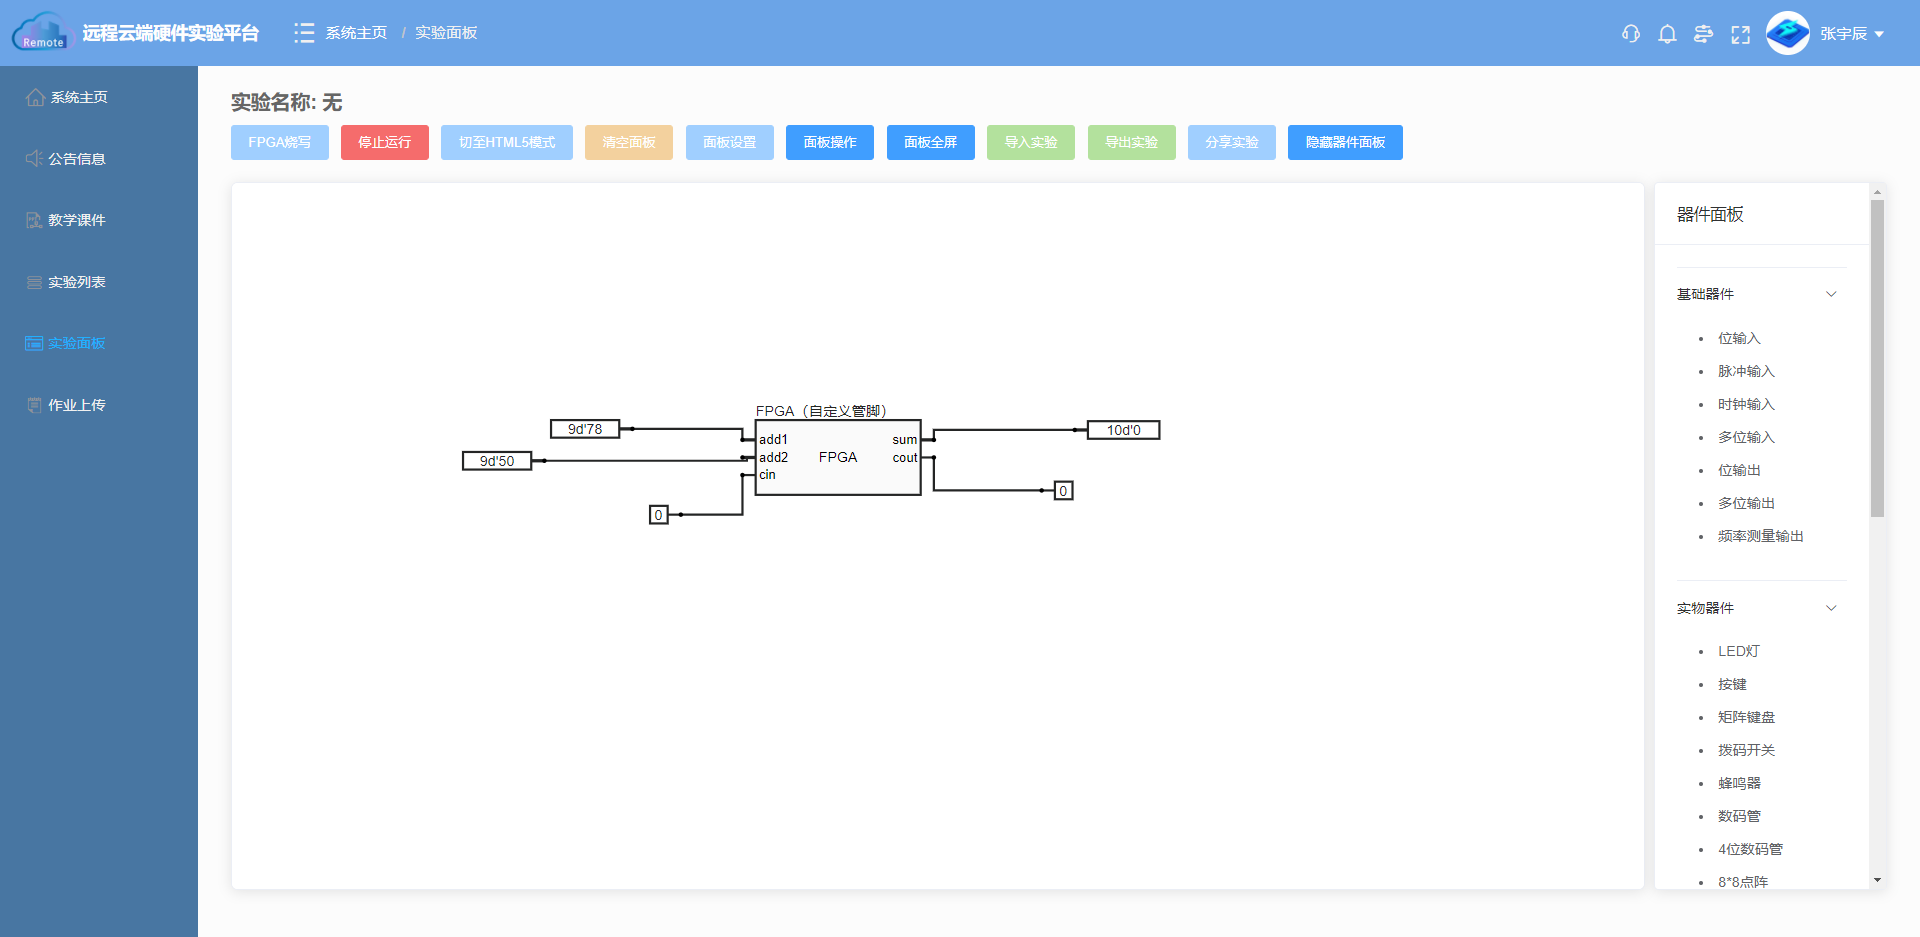 Remote
远程云端硬件实验平台
系统主页 / 实验面板
张宇辰
系统主页
公告信息
教学课件
实验列表
实验面板
作业上传
实验名称: 无
FPGA烧写
停止运行
切至HTML5模式
清空面板
面板设置
面板操作
面板全屏
导入实验
导出实验
分享实验
隐藏器件面板
FPGA（自定义管脚）
9d'78
9d'50
0
add1
add2
cin
FPGA
sum
cout
10d'0
0
器件面板
基础器件
位输入
脉冲输入
时钟输入
多位输入
位输出
多位输出
频率测量输出
实物器件
LED灯
按键
矩阵键盘
拨码开关
蜂鸣器
数码管
4位数码管
8*8点阵